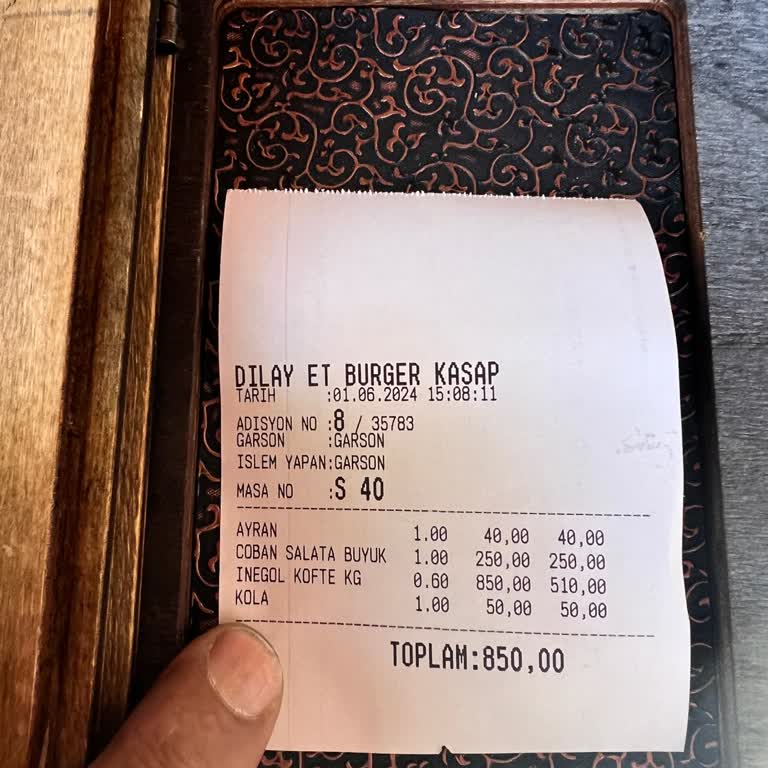 DILAY ET BURGER KASAP
TARIH :01.06.2024 15:08:11
ADISYON NO :8 / 35783
GARSON :GARSON
ISLEM YAPAN:GARSON
MASA NO :S 40
AYRAN 1.00 40,00 40,00
COBAN SALATA BUYUK 1.00 250,00 250,00
INEGOL KOFTE KG 0.60 850,00 510,00
KOLA 1.00 50,00 50,00
TOPLAM:850,00